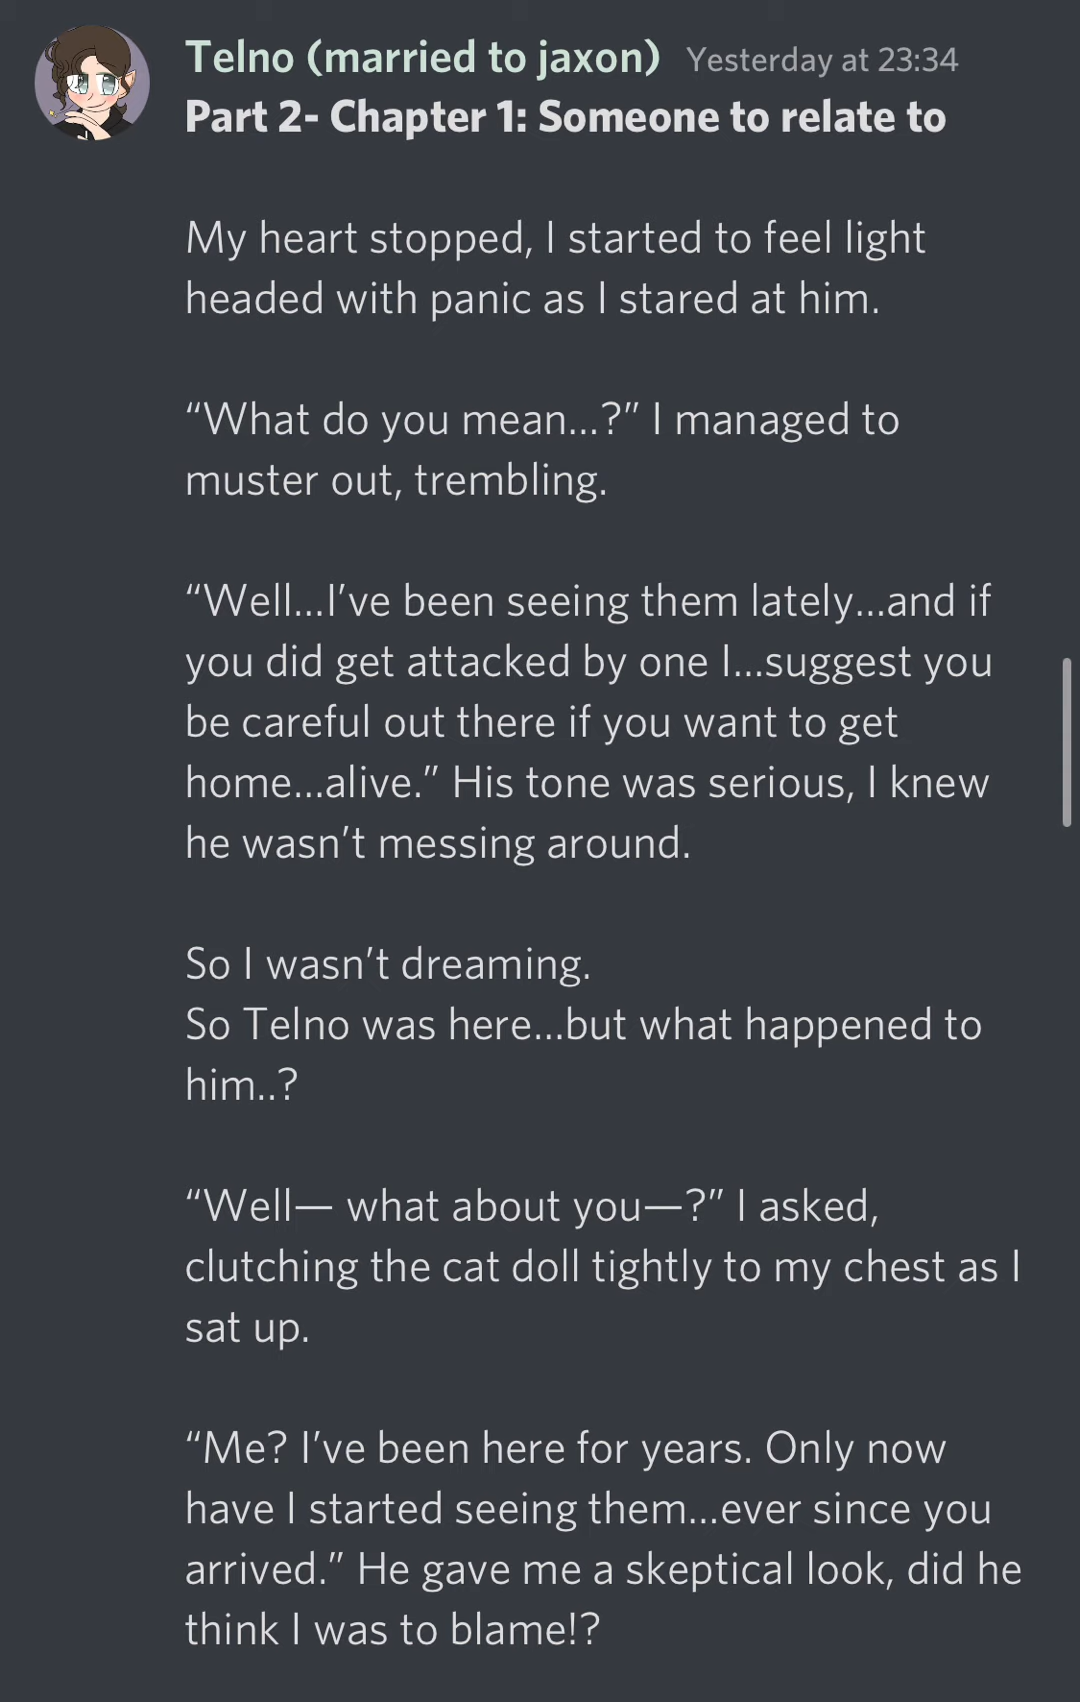 Telno (married to jaxon) Yesterday at 23:34
Part 2- Chapter 1: Someone to relate to
My heart stopped, I started to feel light
headed with panic as I stared at him.
“What do you mean...?” I managed to
muster out, trembling.
“Well...I’ve been seeing them lately...and if
you did get attacked by one I...suggest you
be careful out there if you want to get
home...alive.” His tone was serious, I knew
he wasn’t messing around.
So I wasn’t dreaming.
So Telno was here...but what happened to
him..?
“Well— what about you—?” I asked,
clutching the cat doll tightly to my chest as I
sat up.
“Me? I’ve been here for years. Only now
have I started seeing them...ever since you
arrived.” He gave me a skeptical look, did he
think I was to blame!?